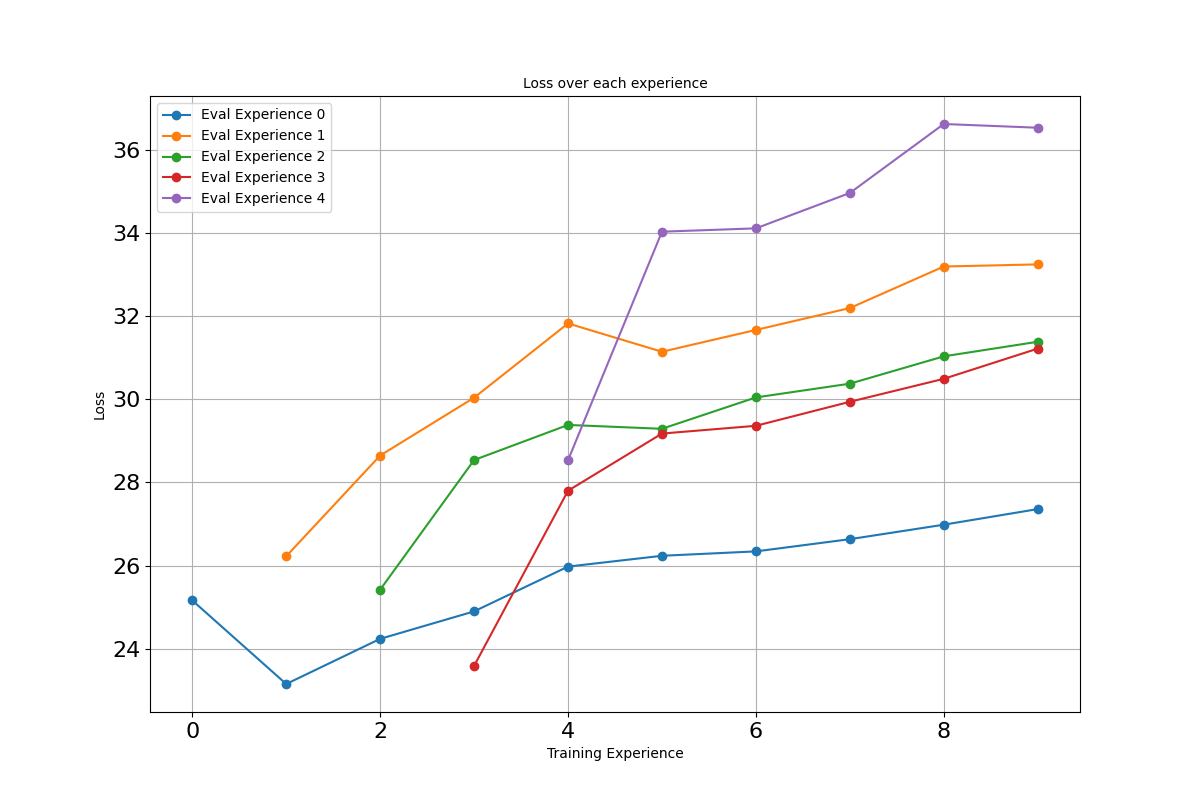 Loss over each experience
Eval Experience 0
Eval Experience 1
Eval Experience 2
Eval Experience 3
Eval Experience 4
36
34
32
30
28
26
24
Loss
0 2 4 6 8
Training Experience